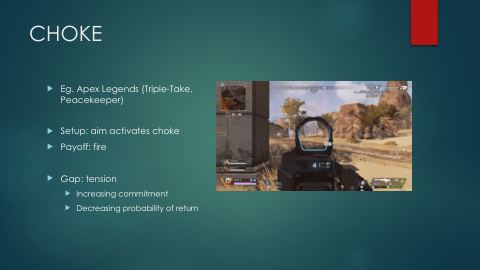 CHOKE
Eg. Apex Legends (Triple-Take,
Peacekeeper)
Setup: aim activates choke
Payoff: fire
Gap: tension
Increasing commitment
Decreasing probability of return